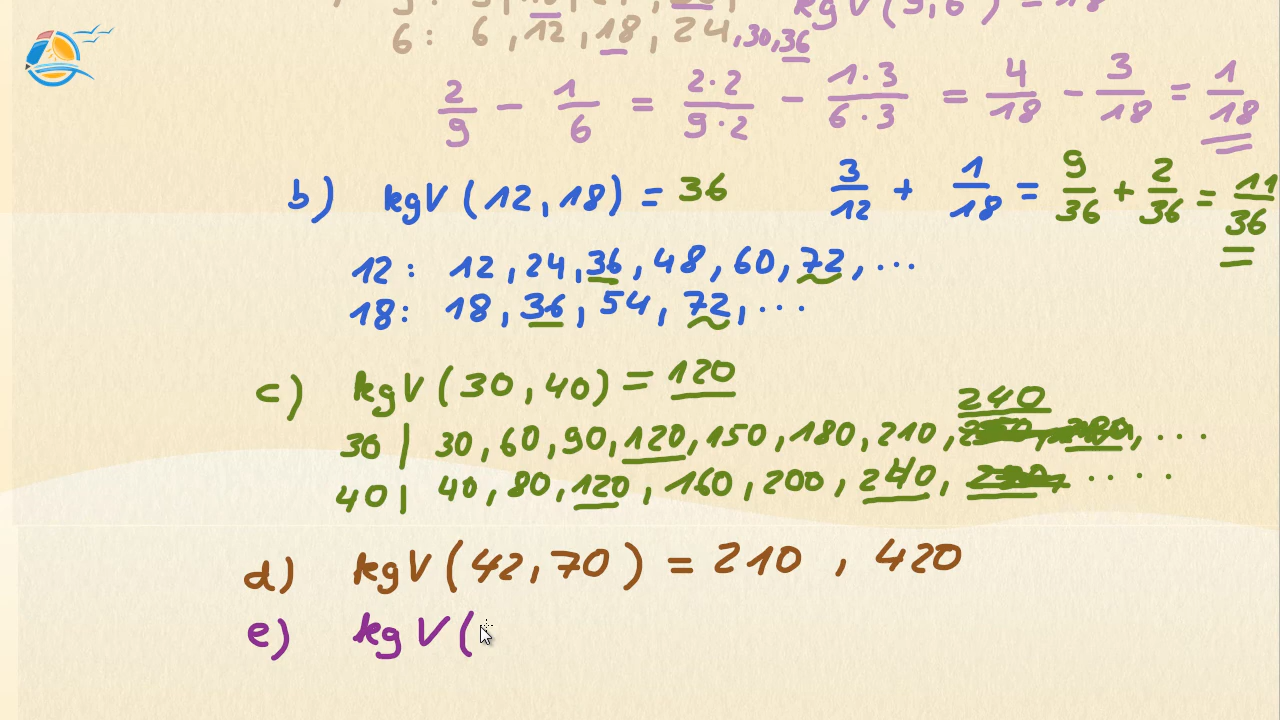 kgV(9,6) = 18
6: 6, 12, 18, 24, 30, 36
2/9 - 1/6 = 2·2/9·2 - 1·3/6·3 = 4/18 - 3/18 = 1/18
b) kgV(12,18) = 36 3/12 + 1/18 = 9/36 + 2/36 = 11/36
12: 12, 24, 36, 48, 60, 72, ...
18: 18, 36, 54, 72, ...
c) kgV(30,40) = 120
240
30 | 30, 60, 90, 120, 150, 180, 210, ....
40 | 40, 80, 120, 160, 200, 240, ....
d) kgV(42,70) = 210 , 420
e) kgV(